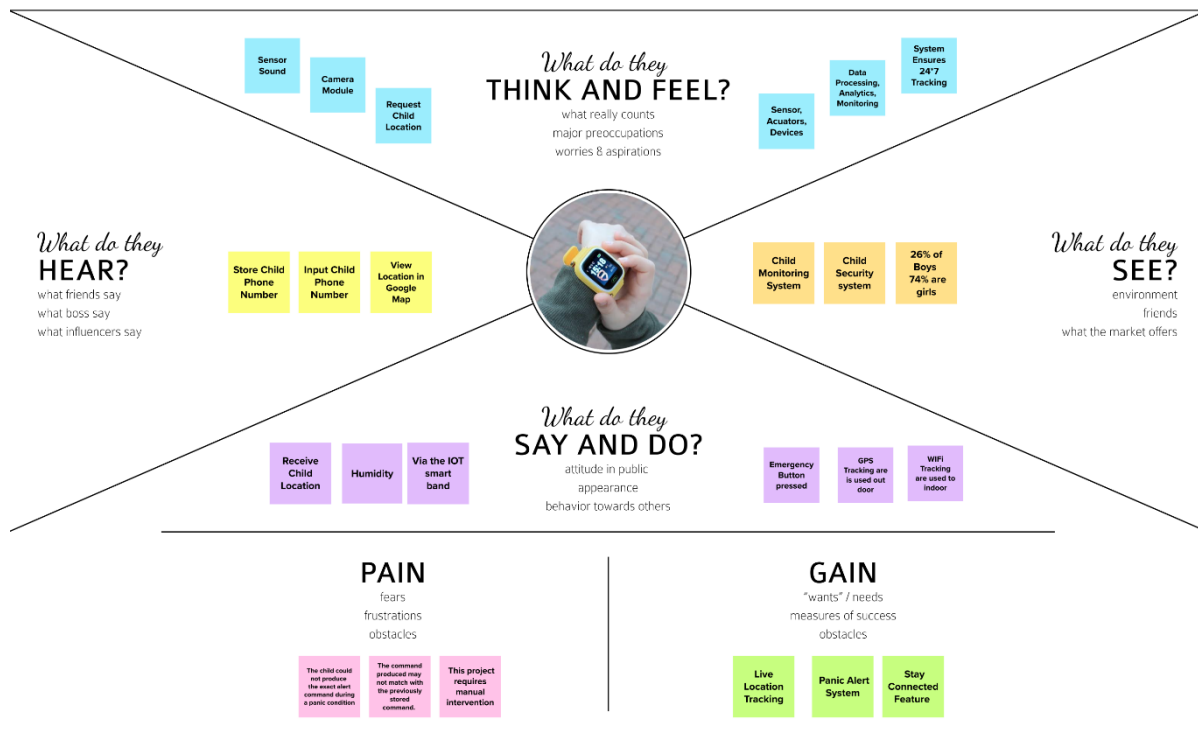 What do they
THINK AND FEEL?
what really counts
major preoccupations
worries 8 aspirations
Sensor
Sound
Camera
Module
Request
Child
Location
Sensor,
Acuators,
Devices
Data
Processing,
Analytics,
Monitoring
System
Ensures
24*7
Tracking
What do they
HEAR?
what friends say
what boss say
what influencers say
Store Child
Phone
Number
Input Child
Phone
Number
View
Location in
Google
Map
Child
Monitoring
System
Child
Security
system
26% of
Boys
74% are
girls
What do they
SEE?
environment
friends
what the market offers
What do they
SAY AND DO?
attitude in public
appearance
behavior towards others
Receive
Child
Location
Humidity
Via the IOT
smart
band
Emergency
Button
pressed
GPS
Tracking are
is used out
door
WIFi
Tracking
are used to
indoor
PAIN
fears
frustrations
obstacles
The child could
not produce
the exact alert
command during
a panic condition
The command
produced may
not match with
the previously
stored
command.
This project
requires
manual
intervention
GAIN
“wants” / needs
measures of success
obstacles
Live
Location
Tracking
Panic Alert
System
Stay
Connected
Feature